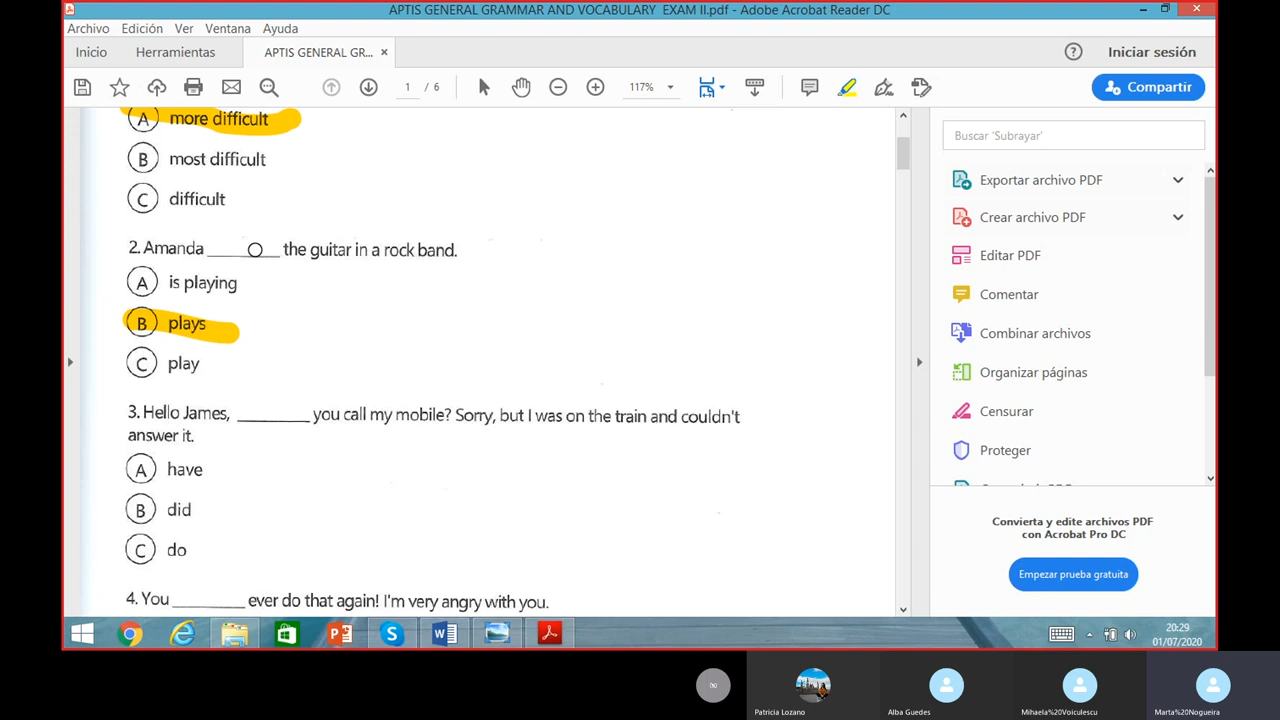 APTIS GENERAL GRAMMAR AND VOCABULARY EXAM II.pdf - Adobe Acrobat Reader DC
Archivo Edición Ver Ventana Ayuda
Inicio Herramientas APTIS GENERAL GR... × Iniciar sesión
1 / 6 117% Compartir
A more difficult
B most difficult
C difficult
2. Amanda ________ the guitar in a rock band.
A is playing
B plays
C play
3. Hello James, ________ you call my mobile? Sorry, but I was on the train and couldn't
answer it.
A have
B did
C do
4. You ________ ever do that again! I'm very angry with you.
Buscar 'Subrayar'
Exportar archivo PDF
Crear archivo PDF
Editar PDF
Comentar
Combinar archivos
Organizar páginas
Censurar
Proteger
Convierta y edite archivos PDF
con Acrobat Pro DC
Empezar prueba gratuita
20:29
01/07/2020
Patricia Lozano Alba Guedes Mihaela%20Voiculescu Marta%20Nogueira